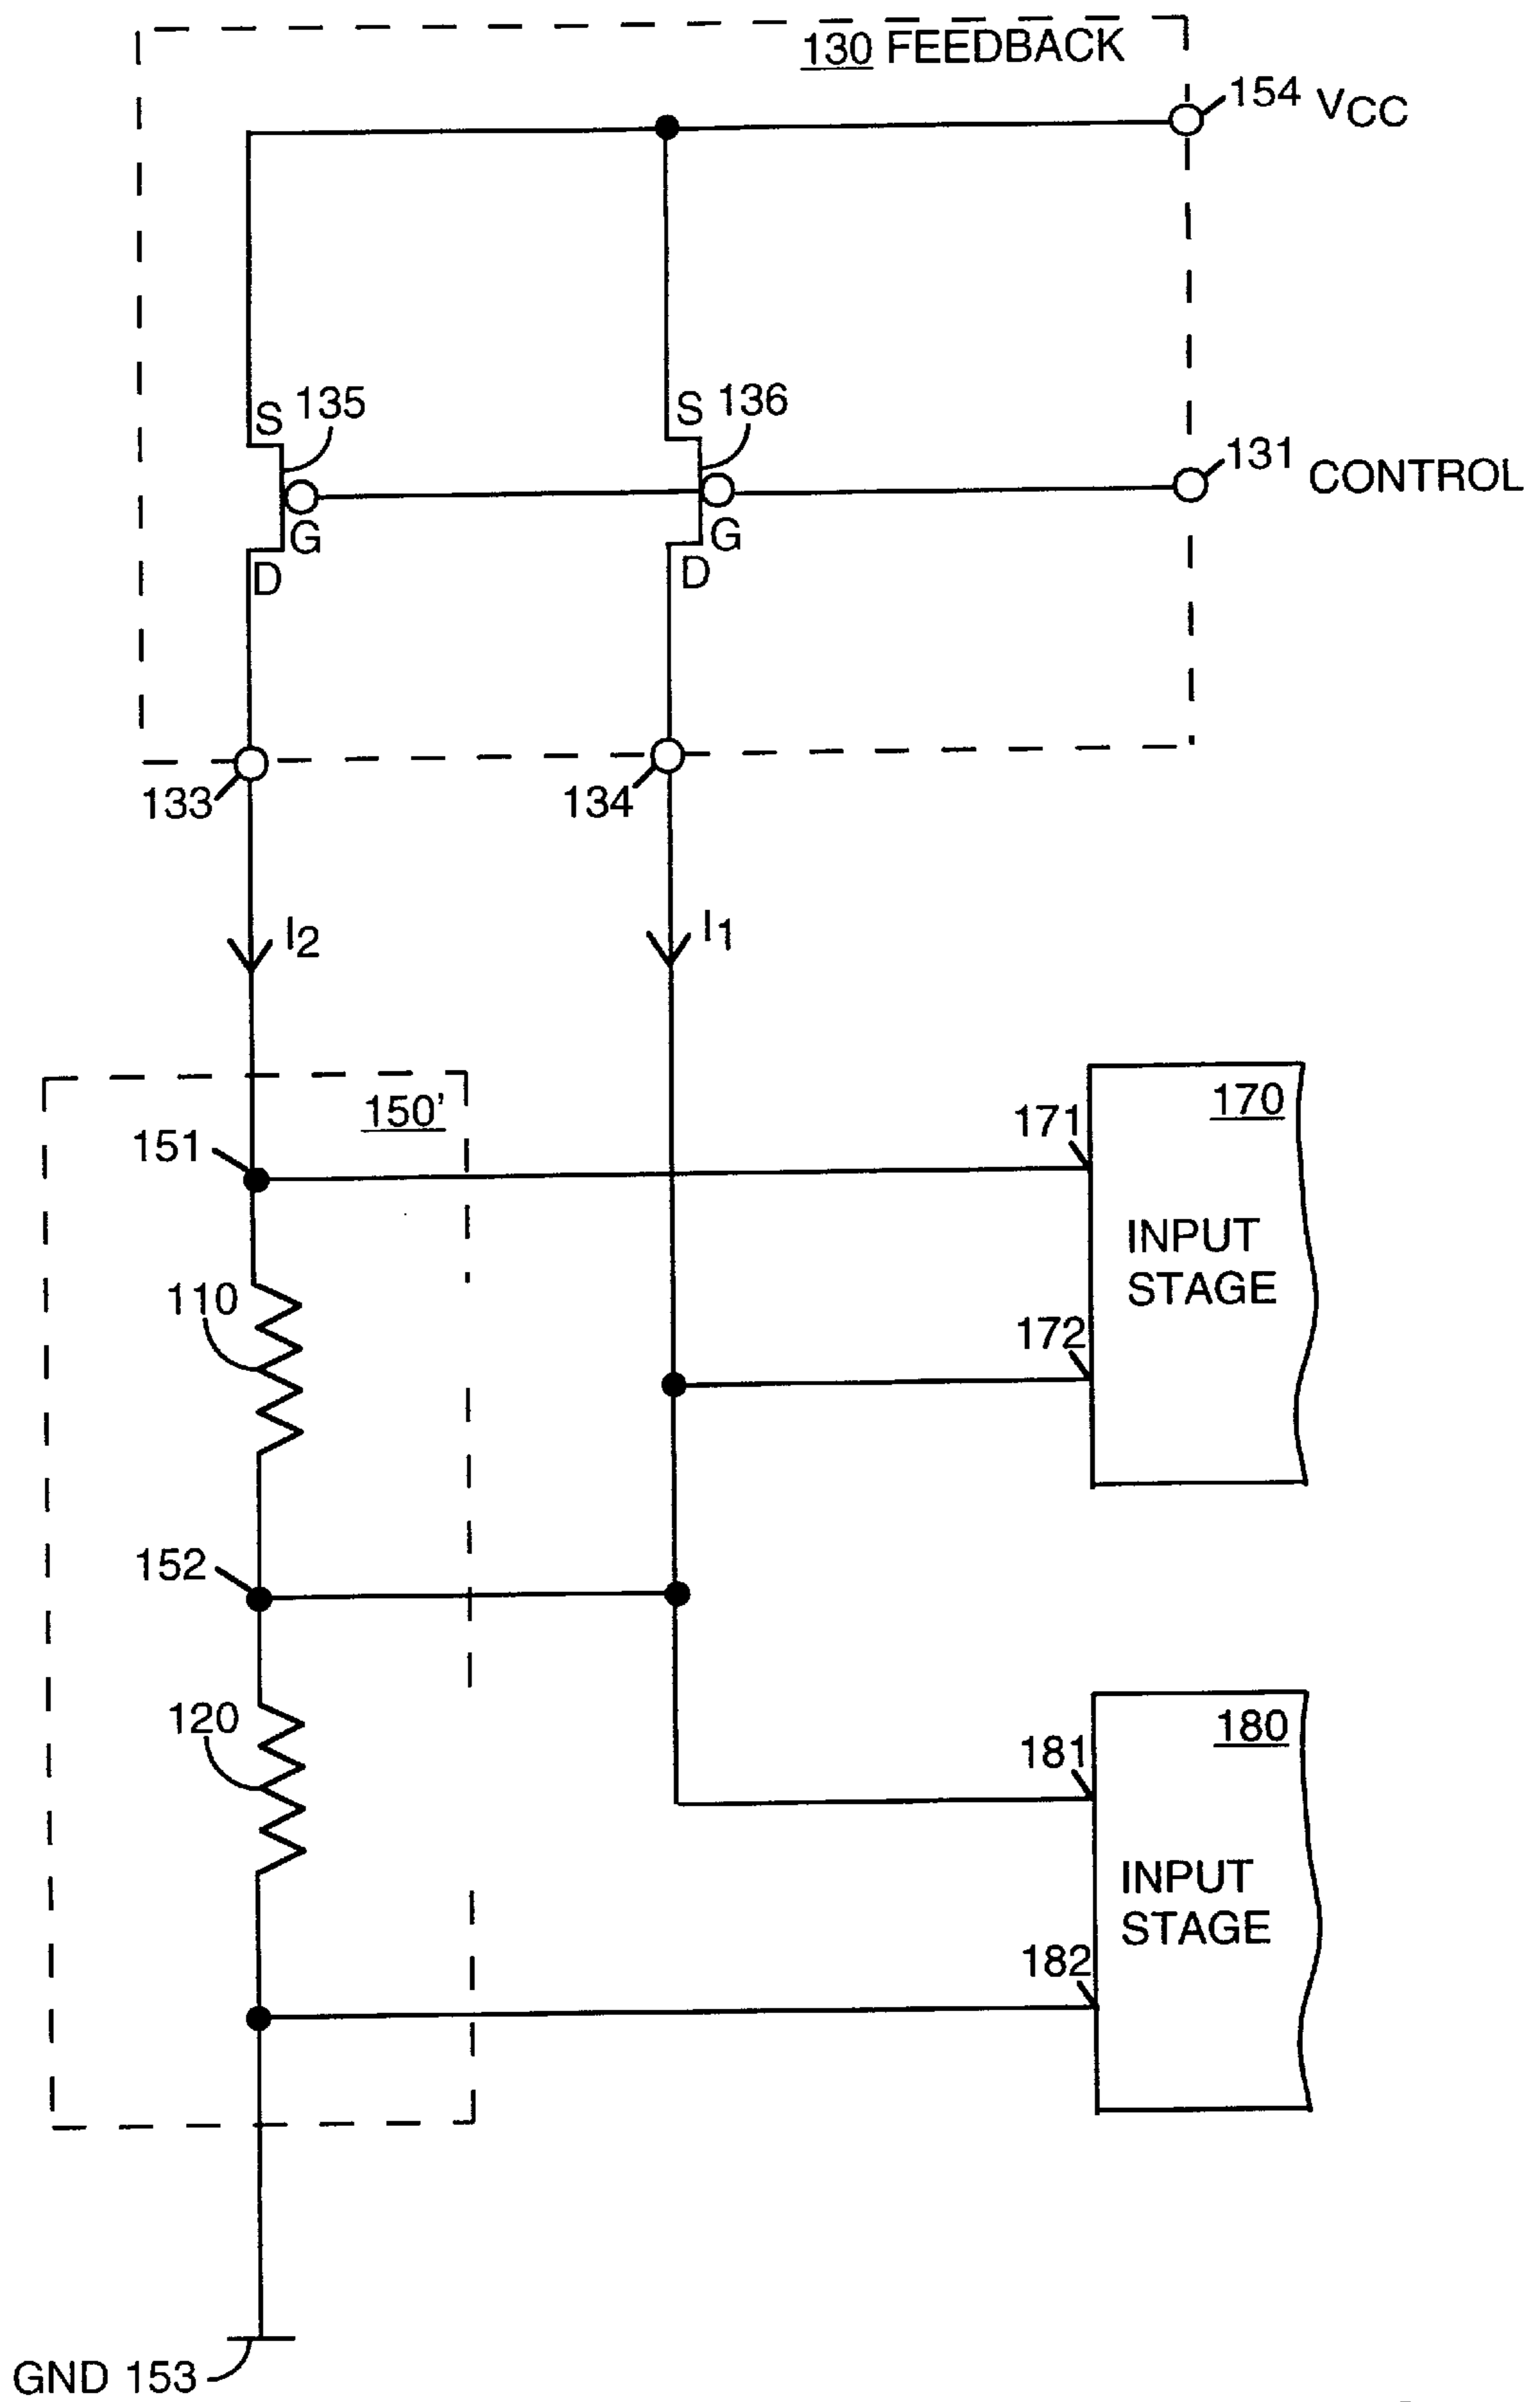 130 FEEDBACK
154 VCC
S 135
S 136
131 CONTROL
G
G
D
D
133
134
I2
I1
150'
170
151
171
110
INPUT
STAGE
172
152
120
180
181
INPUT
STAGE
182
GND 153